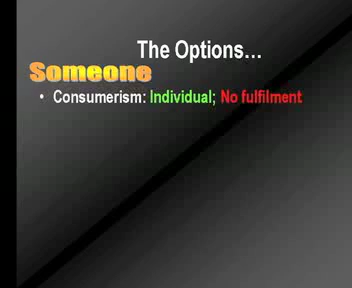 The Options…
Someone
• Consumerism: Individual; No fulfilment